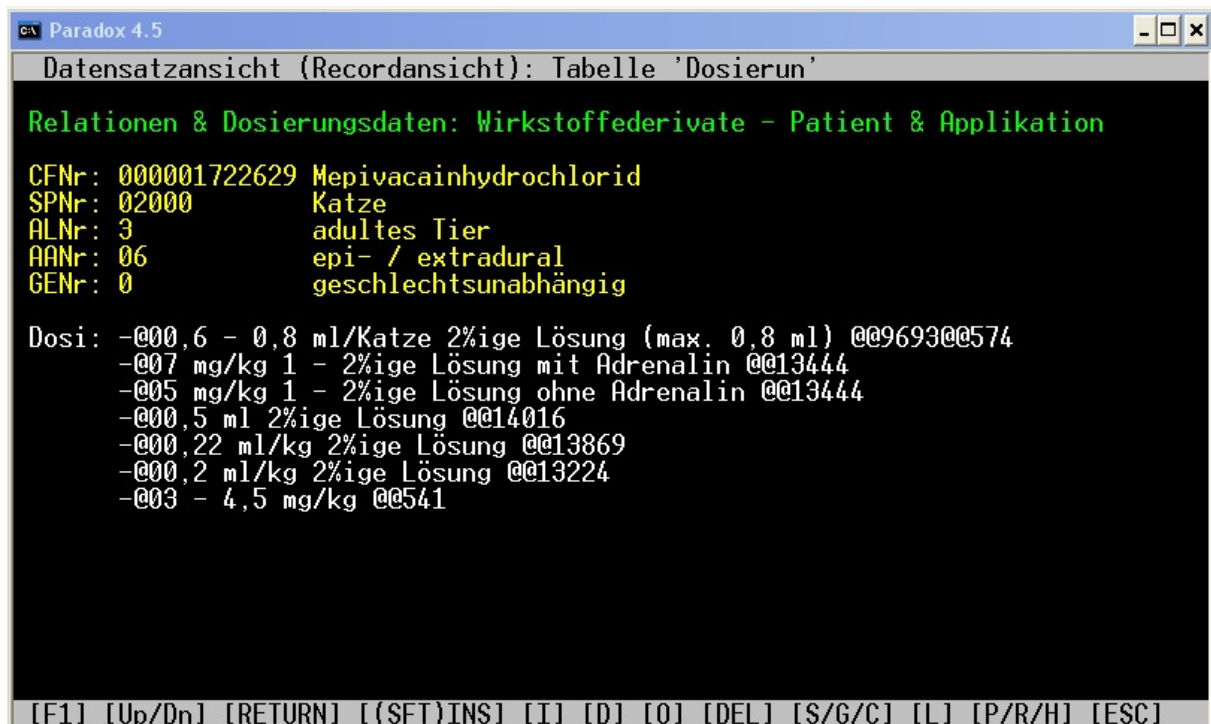 Paradox 4.5
Datensatzansicht (Recordansicht): Tabelle 'Dosierun'
Relationen & Dosierungsdaten: Wirkstoffederivate - Patient & Applikation
CFNr: 000001722629 Mepivacainhydrochlorid
SPNr: 02000 Katze
ALNr: 3 adultes Tier
AANr: 06 epi- / extradural
GENr: 0 geschlechtsunabhängig
Dosi: -@00,6 - 0,8 ml/Katze 2%ige Lösung (max. 0,8 ml) @@9693@@574
-@07 mg/kg 1 - 2%ige Lösung mit Adrenalin @@13444
-@05 mg/kg 1 - 2%ige Lösung ohne Adrenalin @@13444
-@00,5 ml 2%ige Lösung @@14016
-@00,22 ml/kg 2%ige Lösung @@13869
-@00,2 ml/kg 2%ige Lösung @@13224
-@03 - 4,5 mg/kg @@541
[F1] [Up/Dn] [RETURN] [(SFT)INS] [I] [D] [O] [DEL] [S/G/C] [L] [P/R/H] [ESC]